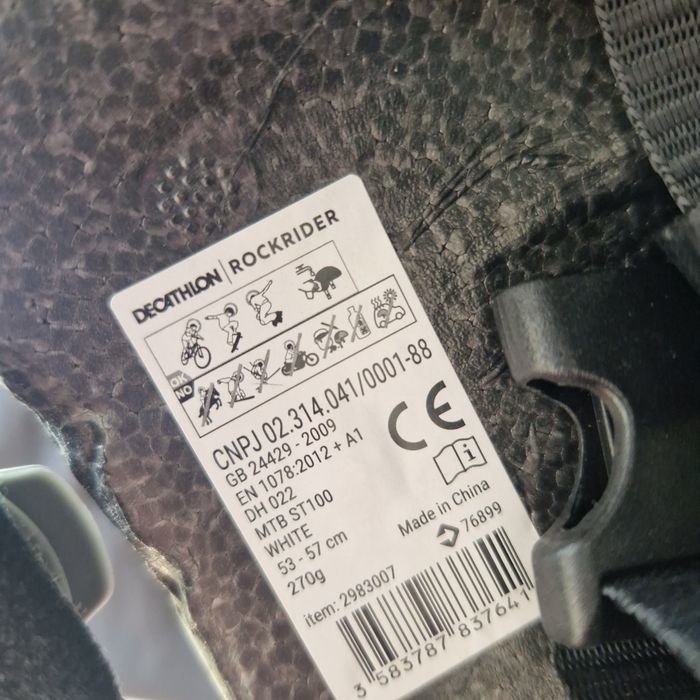 DECATHLON | ROCKRIDER
OK
NO
CNPJ 02.314.041/0001-88
GB 24429 - 2009
EN 1078:2012 + A1
DH 022
MTB ST100
WHITE
53 - 57 cm
270g
CE
i
Made in China
76899
item: 2983007
3 583787 837641